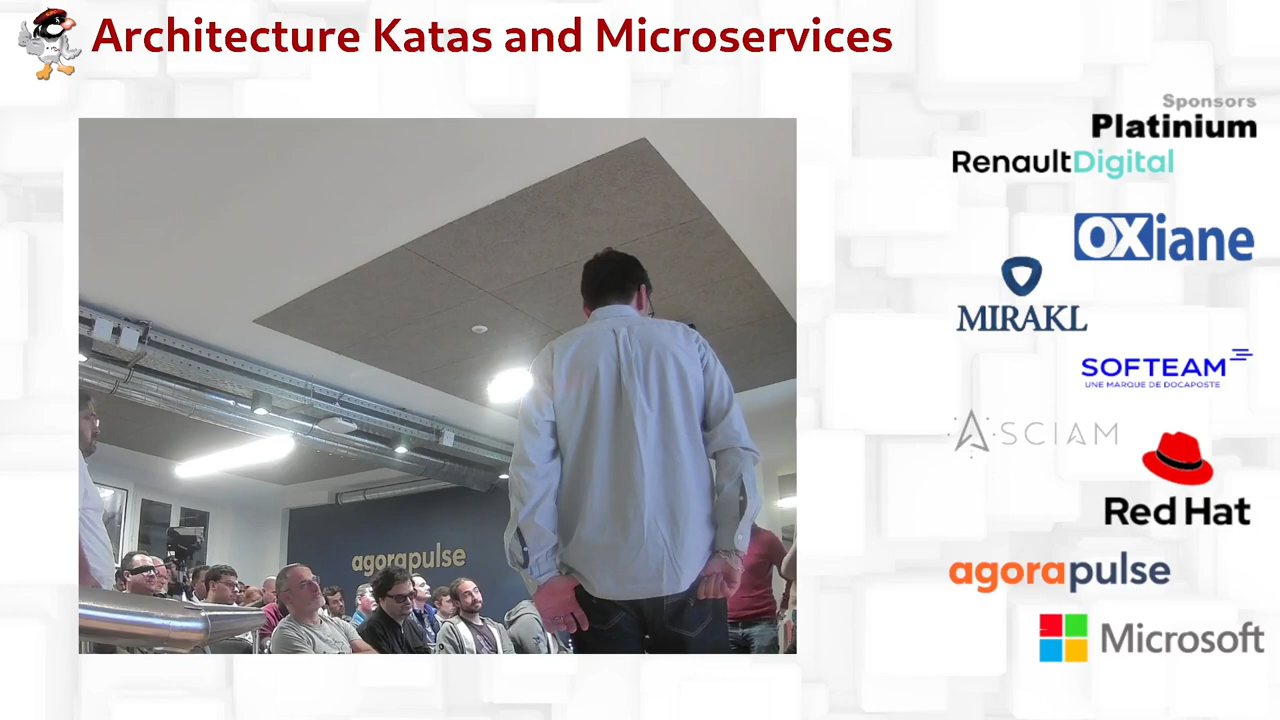 Architecture Katas and Microservices
Sponsors
Platinium
RenaultDigital
OXiane
MIRAKL
SOFTEAM
UNE MARQUE DE DOCAPOSTE
ASCIAM
Red Hat
agorapulse
Microsoft
agorapulse